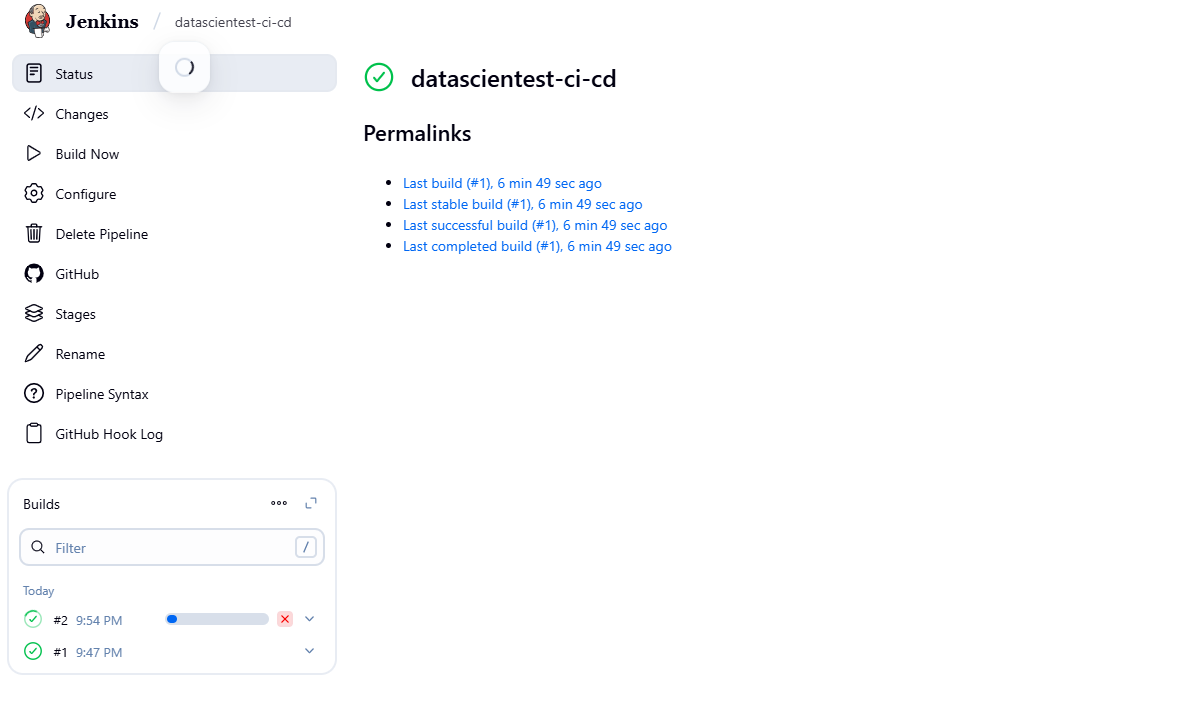 Jenkins / datascientest-ci-cd
Status
Changes
Build Now
Configure
Delete Pipeline
GitHub
Stages
Rename
Pipeline Syntax
GitHub Hook Log
Builds
Filter /
Today
#2 9:54 PM
#1 9:47 PM
datascientest-ci-cd
Permalinks
Last build (#1), 6 min 49 sec ago
Last stable build (#1), 6 min 49 sec ago
Last successful build (#1), 6 min 49 sec ago
Last completed build (#1), 6 min 49 sec ago